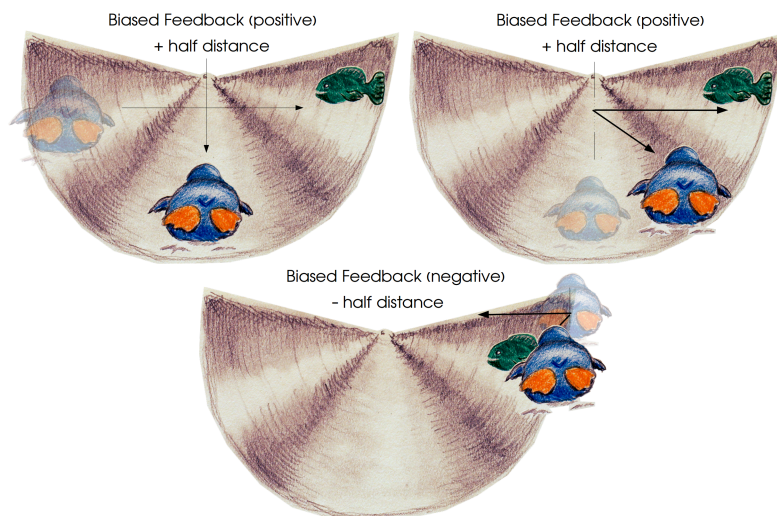 Biased Feedback (positive)
+ half distance
Biased Feedback (positive)
+ half distance
Biased Feedback (negative)
- half distance